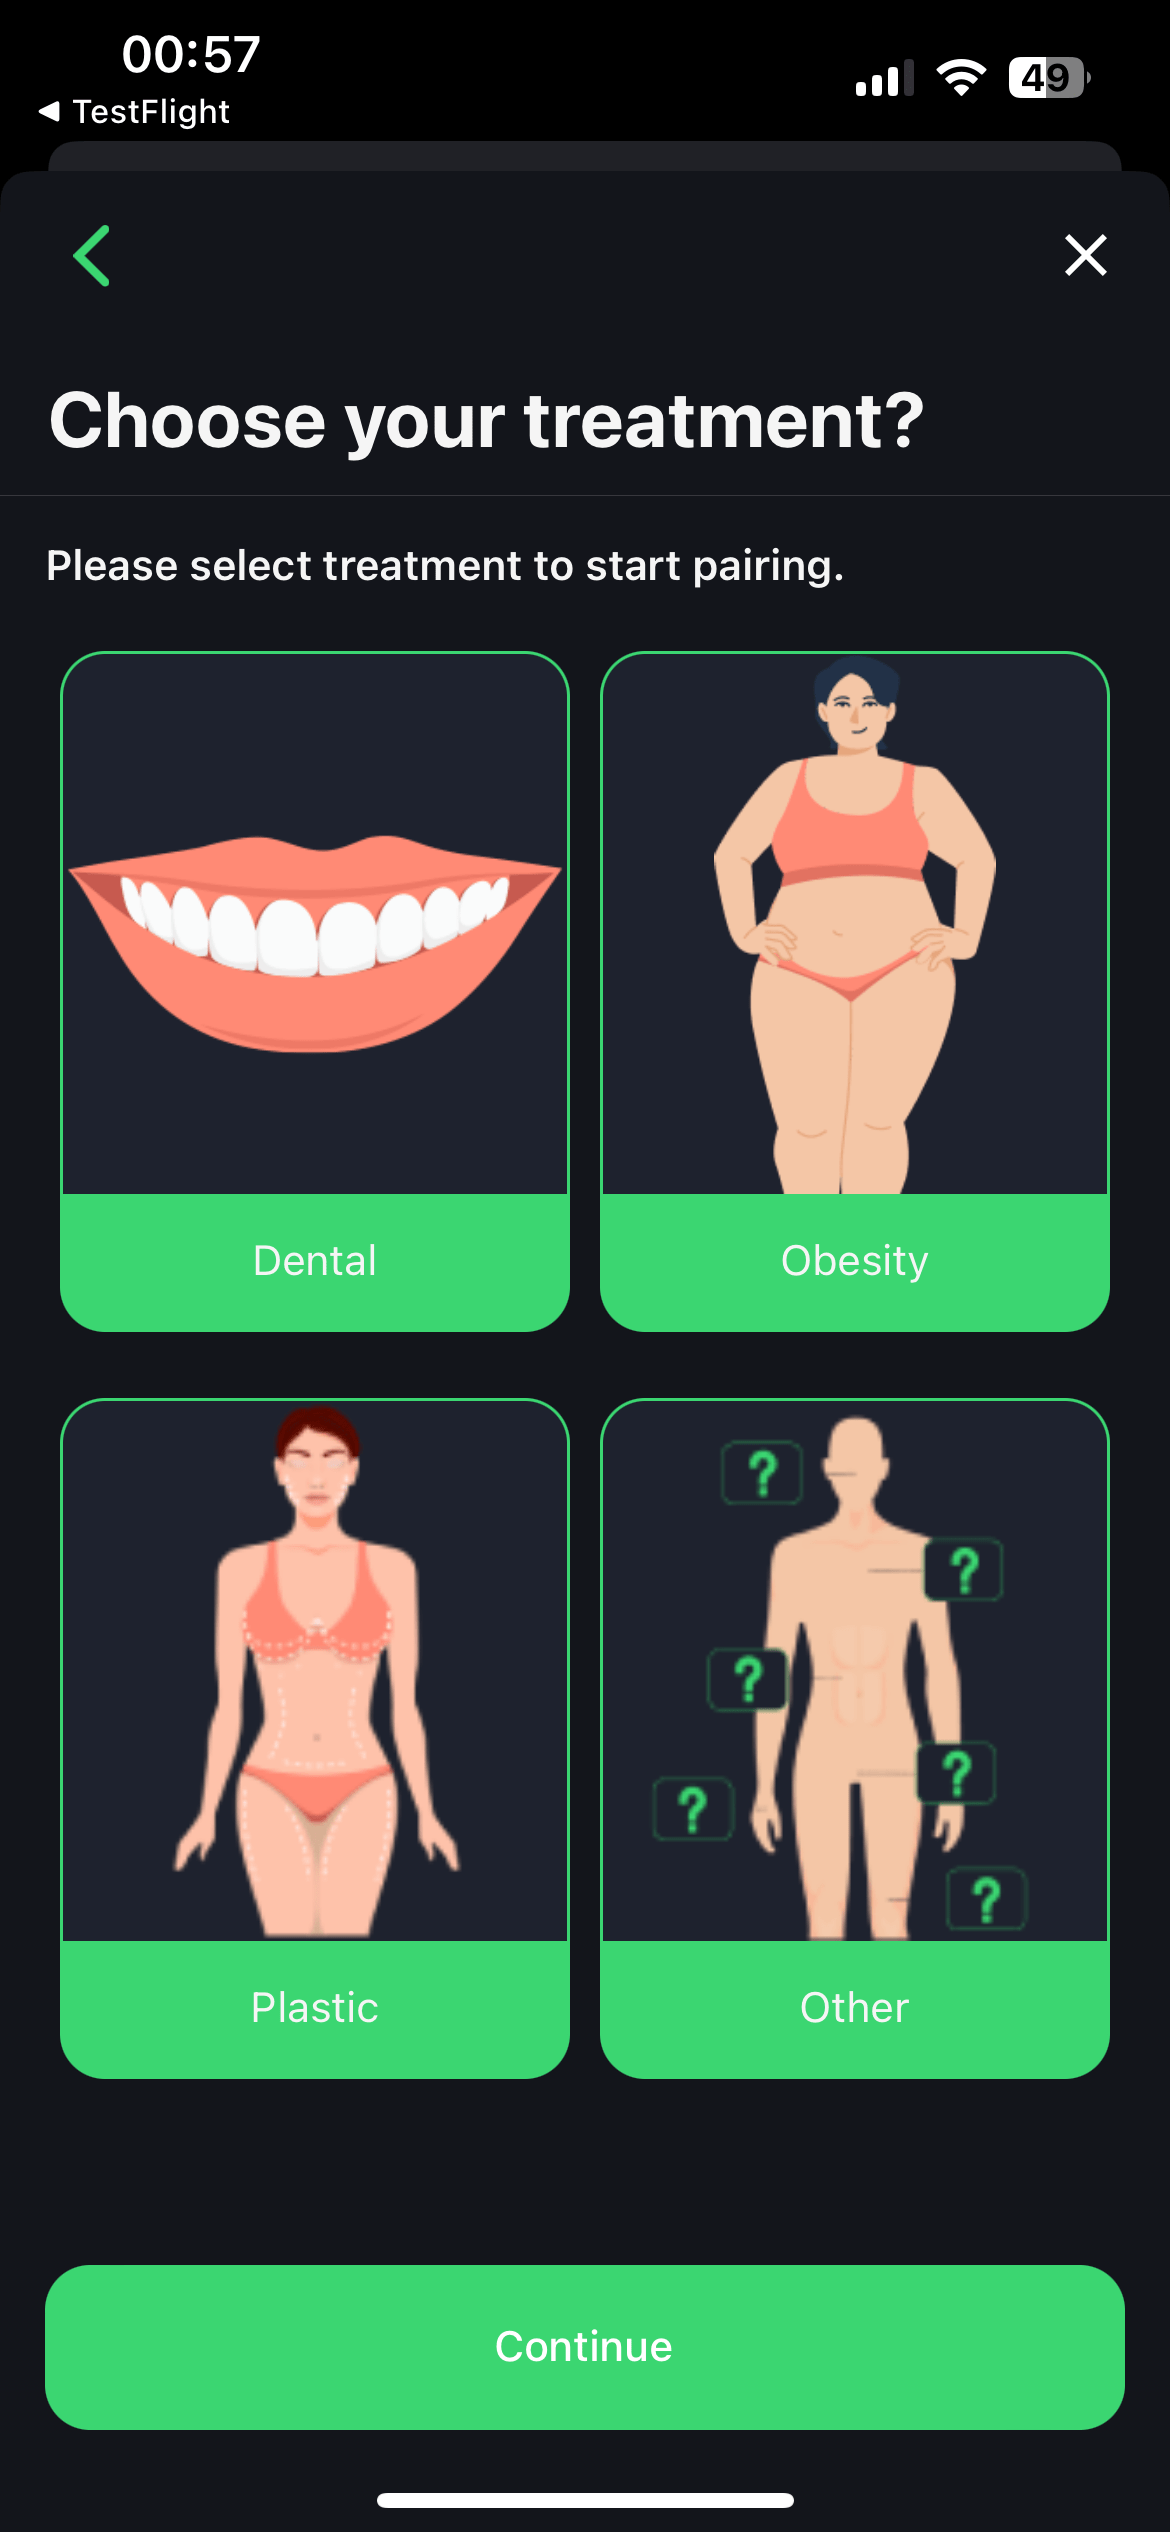 00:57
49
TestFlight
Choose your treatment?
Please select treatment to start pairing.
Dental
Obesity
?
?
?
?
?
?
Plastic
Other
Continue